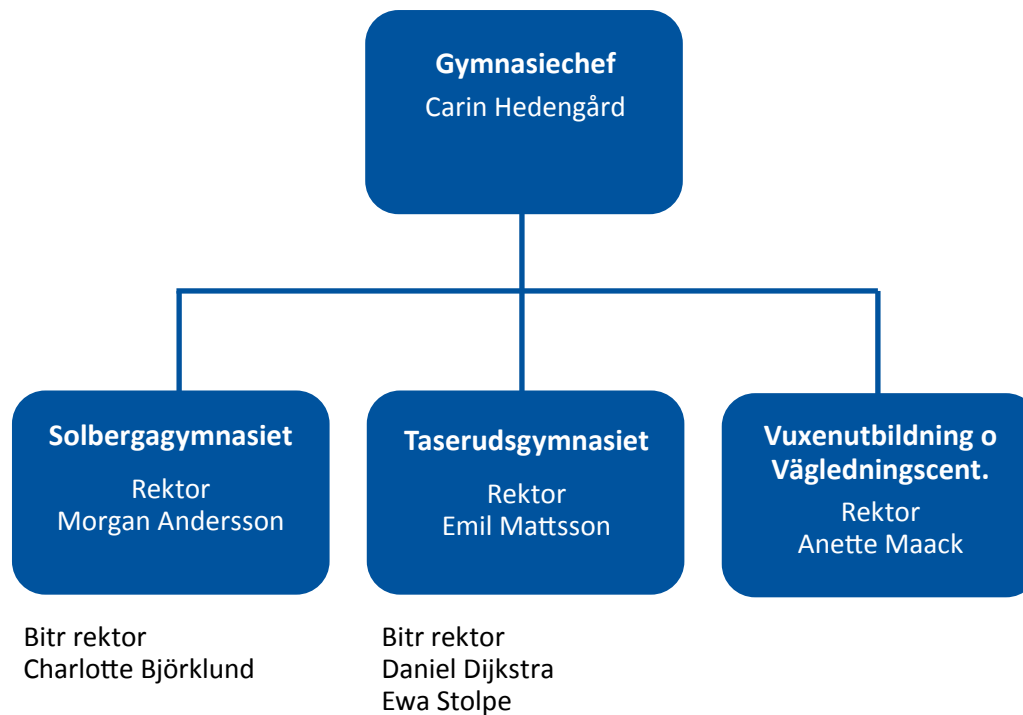 Gymnasiechef
Carin Hedengård
Solbergagymnasiet
Rektor
Morgan Andersson
Taserudsgymnasiet
Rektor
Emil Mattsson
Vuxenutbildning o
Vägledningscent.
Rektor
Anette Maack
Bitr rektor
Charlotte Björklund
Bitr rektor
Daniel Dijkstra
Ewa Stolpe